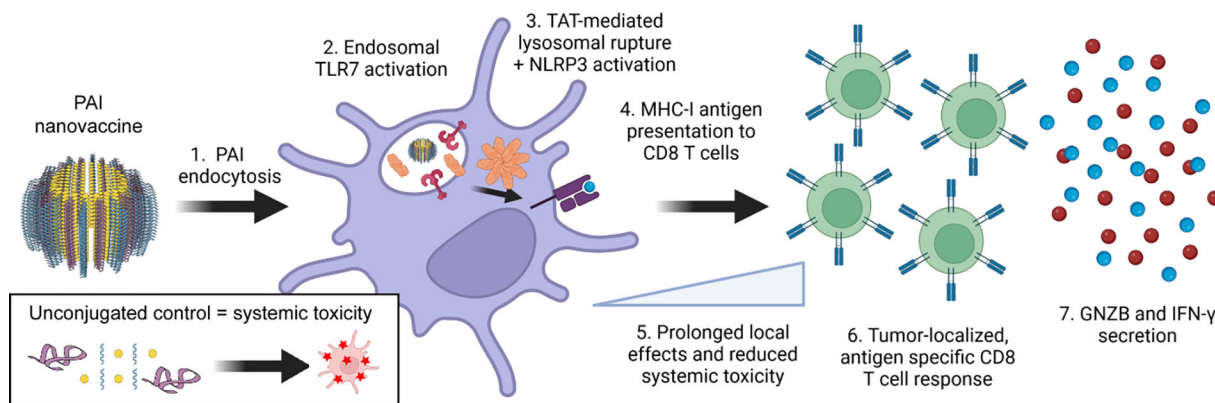 PAI
nanovaccine
1. PAI
endocytosis
2. Endosomal
TLR7 activation
3. TAT-mediated
lysosomal rupture
+ NLRP3 activation
4. MHC-I antigen
presentation to
CD8 T cells
5. Prolonged local
effects and reduced
systemic toxicity
6. Tumor-localized,
antigen specific CD8
T cell response
7. GNZB and IFN-γ
secretion
Unconjugated control = systemic toxicity